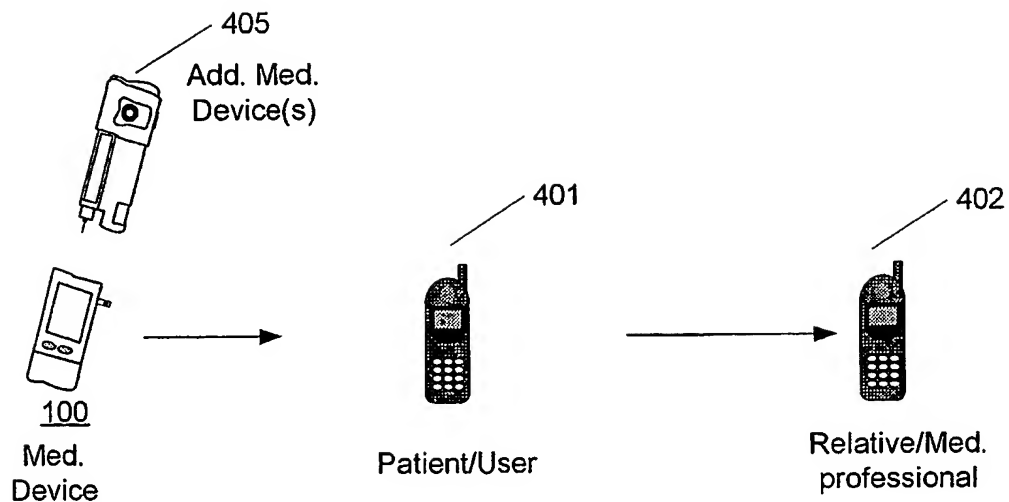 405
Add. Med.
Device(s)
401
402
100
Med.
Device
Patient/User
Relative/Med.
professional